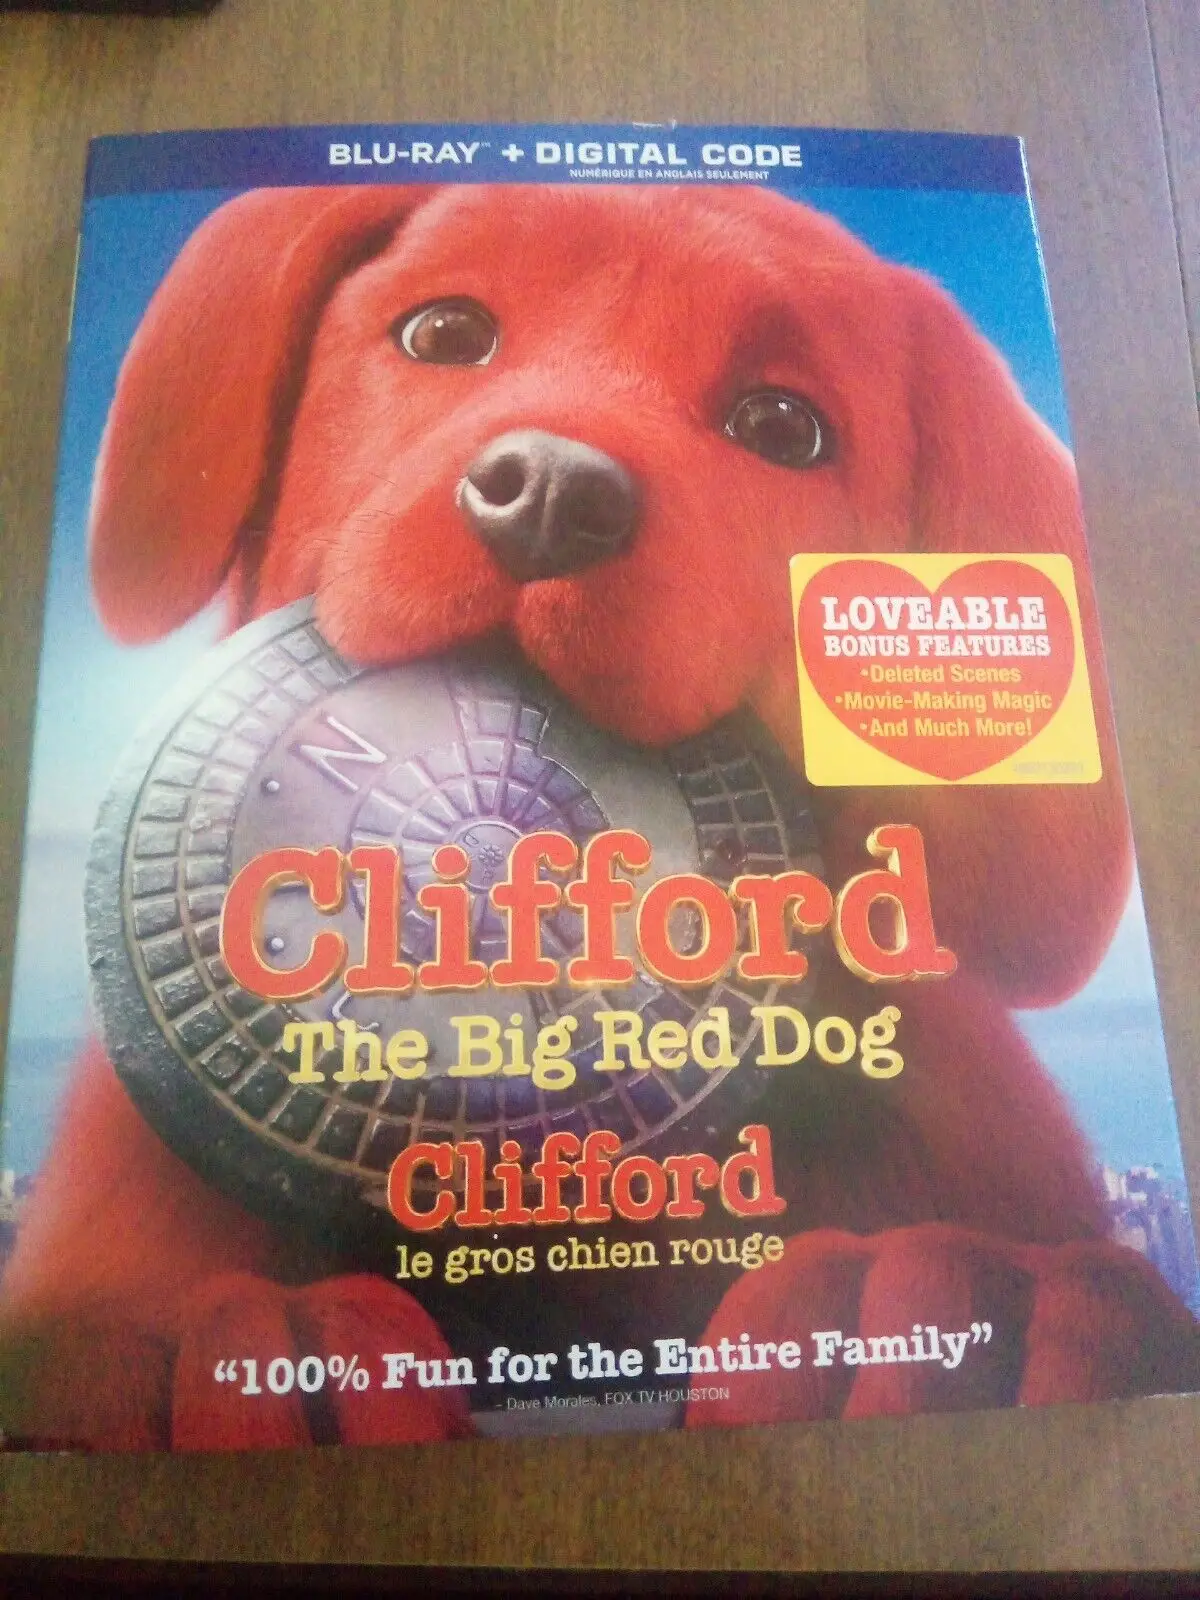 BLU-RAY™ + DIGITAL CODE
NUMÉRIQUE EN ANGLAIS SEULEMENT
LOVEABLE
BONUS FEATURES
•Deleted Scenes
•Movie-Making Magic
•And Much More!
N
Clifford
The Big Red Dog
Clifford
le gros chien rouge
“100% Fun for the Entire Family”
– Dave Morales, FOX TV HOUSTON